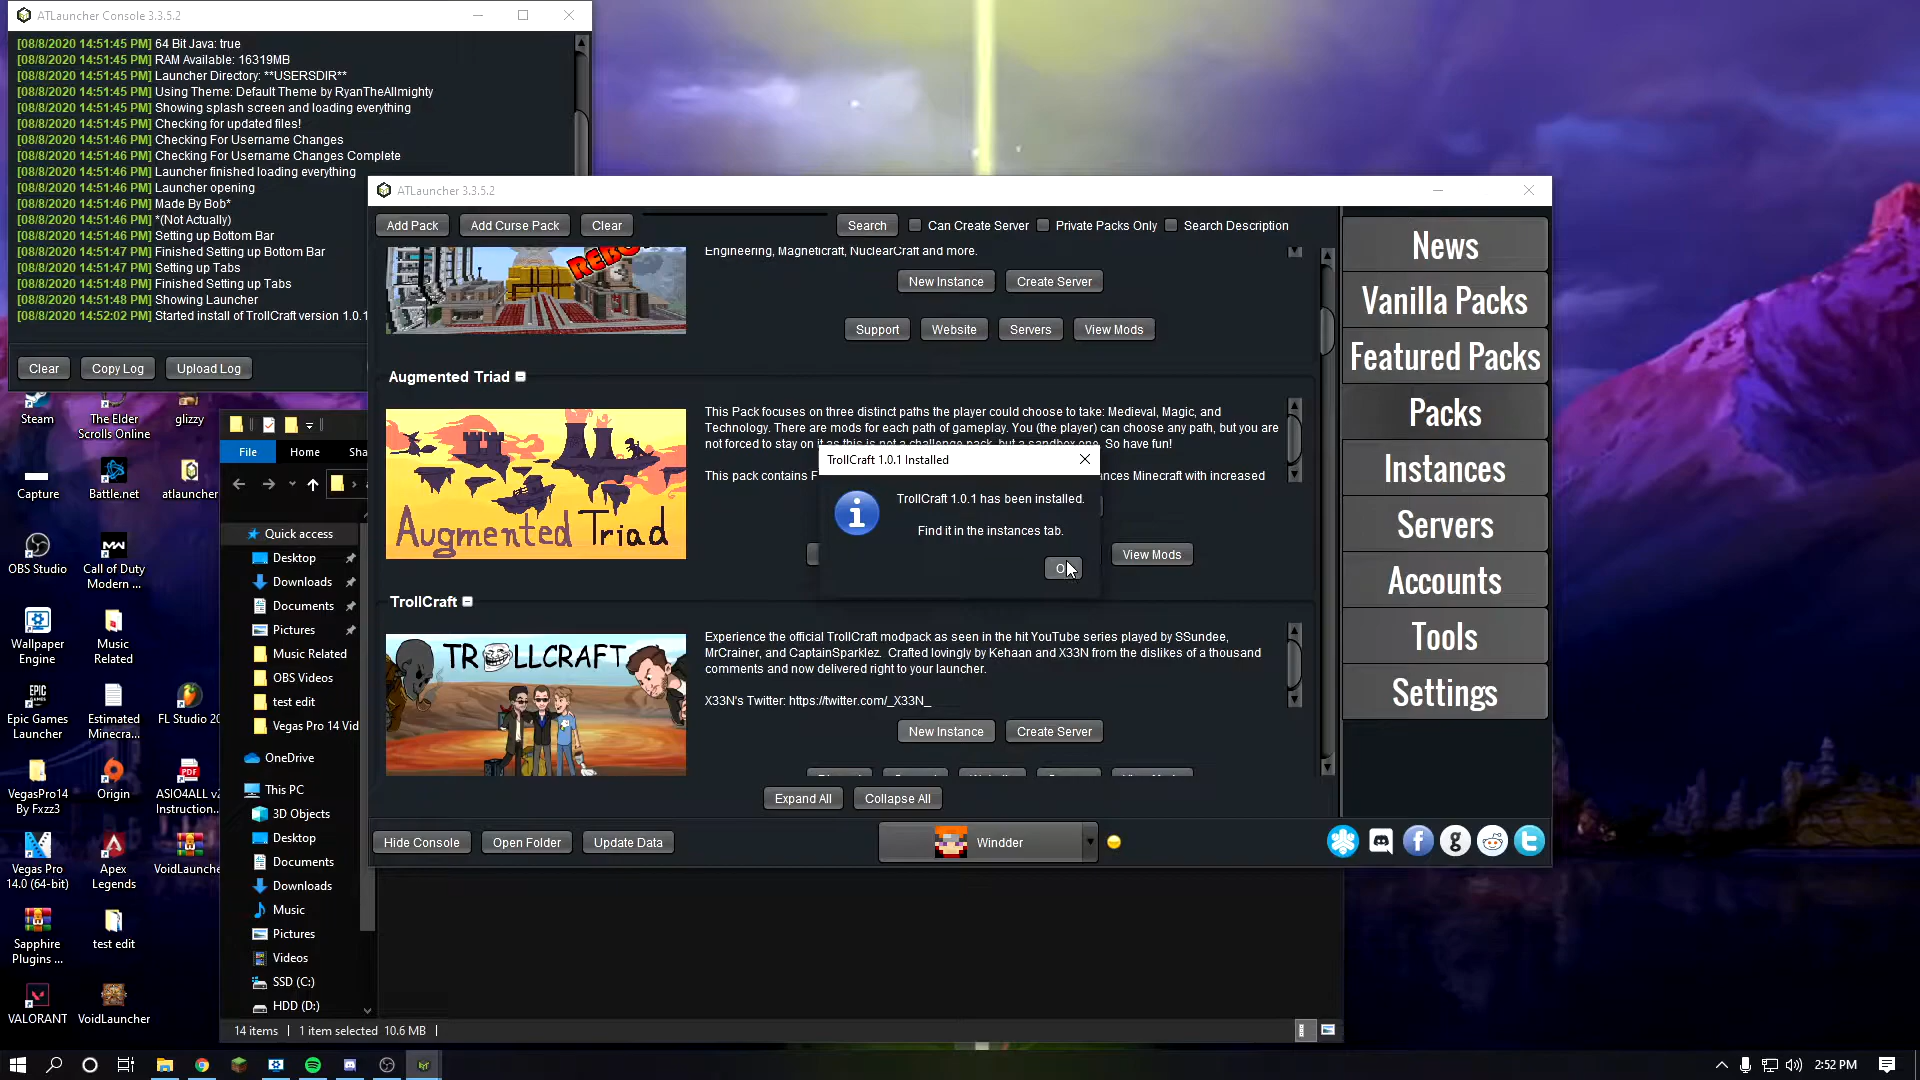 ATLauncher Console 3.3.5.2
[08/8/2020 14:51:45 PM] 64 Bit Java: true
[08/8/2020 14:51:45 PM] RAM Available: 16319MB
[08/8/2020 14:51:45 PM] Launcher Directory: **USERSDIR**
[08/8/2020 14:51:45 PM] Using Theme: Default Theme by RyanTheAllmighty
[08/8/2020 14:51:45 PM] Showing splash screen and loading everything
[08/8/2020 14:51:45 PM] Checking for updated files!
[08/8/2020 14:51:46 PM] Checking For Username Changes
[08/8/2020 14:51:46 PM] Checking For Username Changes Complete
[08/8/2020 14:51:46 PM] Launcher finished loading everything
[08/8/2020 14:51:46 PM] Launcher opening
[08/8/2020 14:51:46 PM] Made By Bob*
[08/8/2020 14:51:46 PM] *(Not Actually)
[08/8/2020 14:51:46 PM] Setting up Bottom Bar
[08/8/2020 14:51:47 PM] Finished Setting up Bottom Bar
[08/8/2020 14:51:47 PM] Setting up Tabs
[08/8/2020 14:51:48 PM] Finished Setting up Tabs
[08/8/2020 14:51:48 PM] Showing Launcher
[08/8/2020 14:52:02 PM] Started install of TrollCraft version 1.0.1
Clear Copy Log Upload Log
ATLauncher 3.3.5.2
Add Pack Add Curse Pack Clear Search Can Create Server Private Packs Only Search Description
Engineering, Magneticraft, NuclearCraft and more.
New Instance Create Server
Support Website Servers View Mods
Augmented Triad
Augmented Triad
This Pack focuses on three distinct paths the player could choose to take: Medieval, Magic, and
Technology. There are mods for each path of gameplay. You (the player) can choose any path, but you are
not forced to stay on it as this is not a challenge pack, but a sandbox one. So have fun!
This pack contains F
nces Minecraft with increased
View Mods
TrollCraft 1.0.1 Installed
TrollCraft 1.0.1 has been installed.
Find it in the instances tab.
TrollCraft
TROLLCRAFT
Experience the official TrollCraft modpack as seen in the hit YouTube series played by SSundee,
MrCrainer, and CaptainSparklez. Crafted lovingly by Kehaan and X33N from the dislikes of a thousand
comments and now delivered right to your launcher.
X33N's Twitter: https://twitter.com/_X33N_
New Instance Create Server
Expand All Collapse All
Hide Console Open Folder Update Data Windder
News
Vanilla Packs
Featured Packs
Packs
Instances
Servers
Accounts
Tools
Settings
Steam
The Elder
Scrolls Online
glizzy
Capture
Battle.net
atlauncher
OBS Studio
Call of Duty
Modern ...
Wallpaper
Engine
Music
Related
Epic Games
Launcher
Estimated
Minecra...
FL Studio 20
VegasPro14
By Fxzz3
Origin
ASIO4ALL v2
Instruction...
Vegas Pro
14.0 (64-bit)
Apex
Legends
VoidLaunche
Sapphire
Plugins ...
test edit
VALORANT
VoidLauncher
File Home Sha
Quick access
Desktop
Downloads
Documents
Pictures
Music Related
OBS Videos
test edit
Vegas Pro 14 Vid
OneDrive
This PC
3D Objects
Desktop
Documents
Downloads
Music
Pictures
Videos
SSD (C:)
HDD (D:)
14 items 1 item selected 10.6 MB
2:52 PM